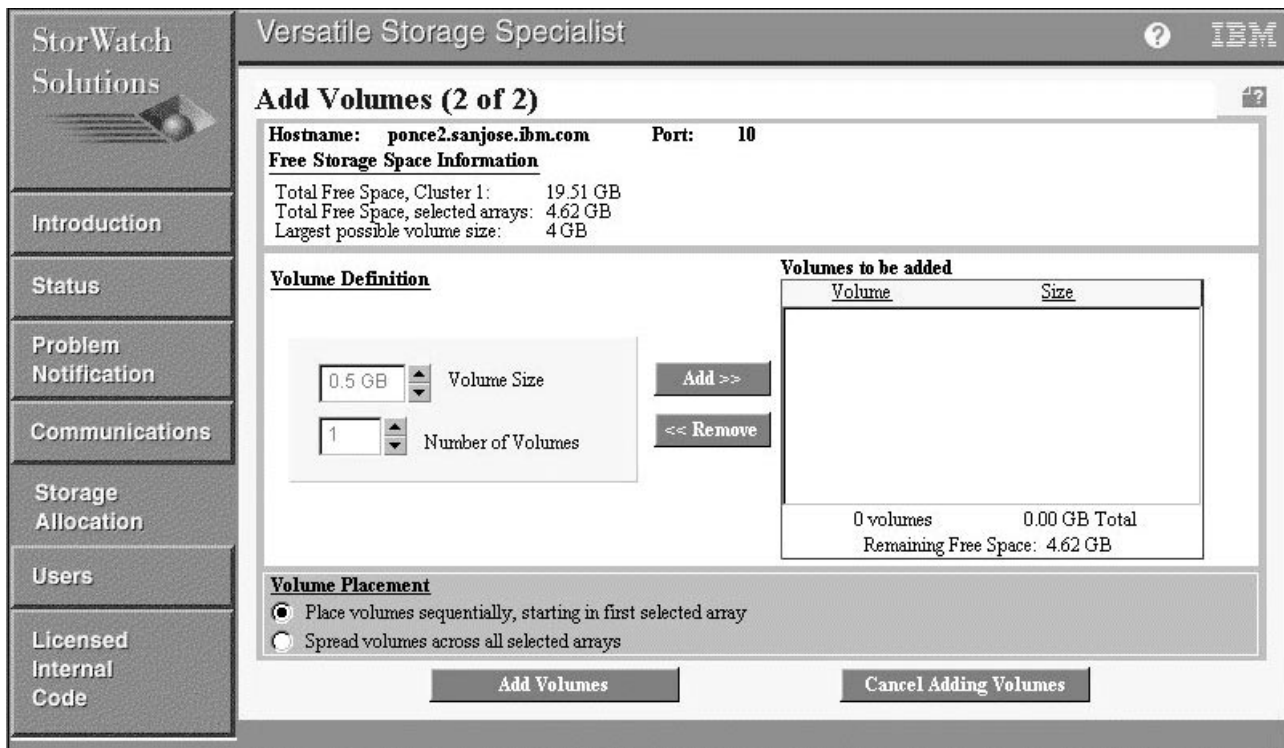 StorWatch
Solutions
Versatile Storage Specialist
?
IBM
Introduction
Status
Problem
Notification
Communications
Storage
Allocation
Users
Licensed
Internal
Code
Add Volumes (2 of 2)
?
Hostname: ponce2.sanjose.ibm.com Port: 10
Free Storage Space Information
Total Free Space, Cluster 1: 19.51 GB
Total Free Space, selected arrays: 4.62 GB
Largest possible volume size: 4 GB
Volume Definition
0.5 GB Volume Size
1 Number of Volumes
Add >>
<< Remove
Volumes to be added
Volume Size
0 volumes 0.00 GB Total
Remaining Free Space: 4.62 GB
Volume Placement
Place volumes sequentially, starting in first selected array
Spread volumes across all selected arrays
Add Volumes Cancel Adding Volumes